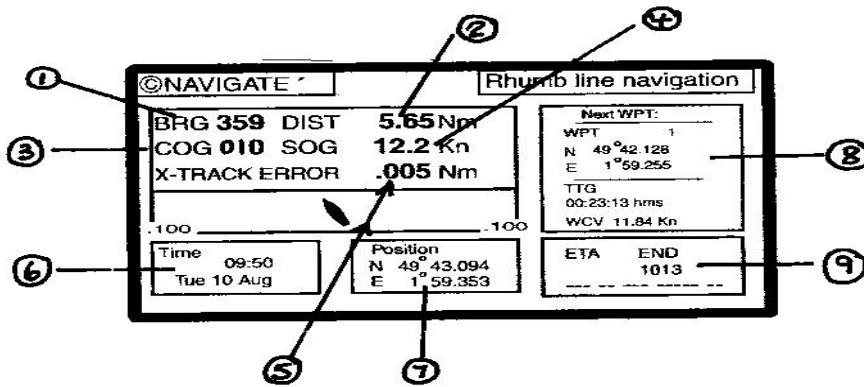 ② ④
①
©NAVIGATE Rhumb line navigation
BRG 359 DIST 5.65 Nm
③ COG 010 SOG 12.2 Kn
X-TRACK ERROR .005 Nm
.100 .100
Next WPT:
WPT 1
N 49°42.128
E 1°59.255
⑧
TTG
00:23:13 hms
WCV 11.84 Kn
Time
09:50
Tue 10 Aug
⑥
Position
N 49° 43.094
E 1° 59.353
ETA END
1013
⑨
⑤ ⑦